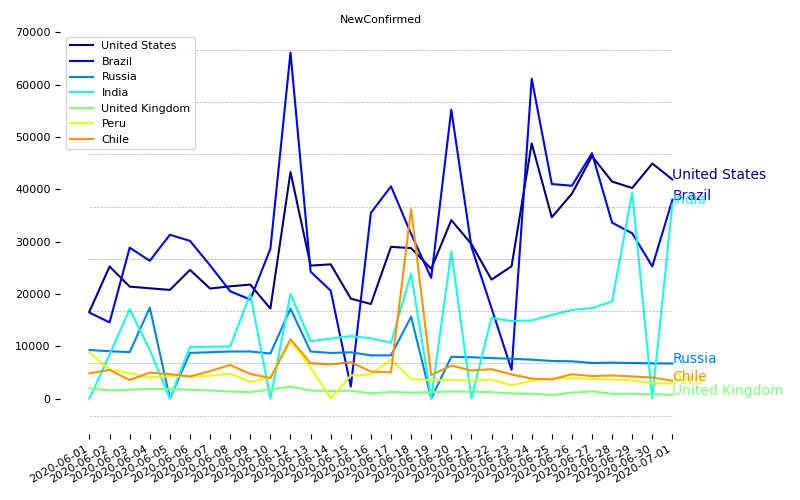 NewConfirmed
70000
60000
50000
40000
30000
20000
10000
0
United States
Brazil
Russia
India
United Kingdom
Peru
Chile
United States
Brazil
India
Russia
Chile
United Kingdom
2020-06-01
2020-06-02
2020-06-03
2020-06-04
2020-06-05
2020-06-06
2020-06-07
2020-06-08
2020-06-09
2020-06-10
2020-06-12
2020-06-13
2020-06-14
2020-06-15
2020-06-16
2020-06-17
2020-06-18
2020-06-19
2020-06-20
2020-06-21
2020-06-22
2020-06-23
2020-06-24
2020-06-25
2020-06-26
2020-06-27
2020-06-28
2020-06-29
2020-06-30
2020-07-01